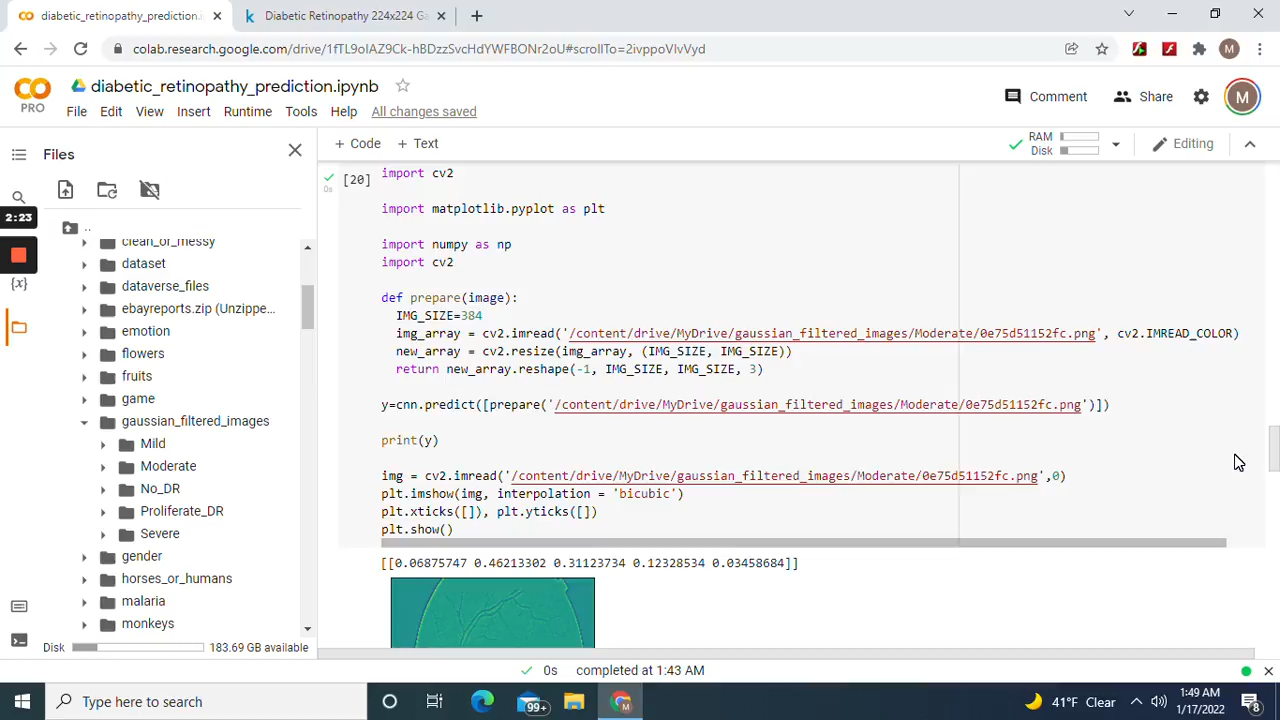 diabetic_retinopathy_prediction.
Diabetic Retinopathy 224x224 Ga
colab.research.google.com/drive/1fTL9oIAZ9Ck-hBDzzSvcHdYWFBONr2oU#scrollTo=2ivppoVIvVyd
M
PRO
diabetic_retinopathy_prediction.ipynb
Comment
Share
M
File Edit View Insert Runtime Tools Help All changes saved
Files
+ Code + Text
RAM
Disk
Editing
2:23
{x}
..
clean_or_messy
dataset
dataverse_files
ebayreports.zip (Unzippe...
emotion
flowers
fruits
game
gaussian_filtered_images
Mild
Moderate
No_DR
Proliferate_DR
Severe
gender
horses_or_humans
malaria
monkeys
Disk 183.69 GB available
0s
[20]
import cv2
import matplotlib.pyplot as plt
import numpy as np
import cv2
def prepare(image):
IMG_SIZE=384
img_array = cv2.imread('/content/drive/MyDrive/gaussian_filtered_images/Moderate/0e75d51152fc.png', cv2.IMREAD_COLOR)
new_array = cv2.resize(img_array, (IMG_SIZE, IMG_SIZE))
return new_array.reshape(-1, IMG_SIZE, IMG_SIZE, 3)
y=cnn.predict([prepare('/content/drive/MyDrive/gaussian_filtered_images/Moderate/0e75d51152fc.png')])
print(y)
img = cv2.imread('/content/drive/MyDrive/gaussian_filtered_images/Moderate/0e75d51152fc.png',0)
plt.imshow(img, interpolation = 'bicubic')
plt.xticks([]), plt.yticks([])
plt.show()
[[0.06875747 0.46213302 0.31123734 0.12328534 0.03458684]]
0s completed at 1:43 AM
Type here to search
99+
M
41°F Clear
1:49 AM
1/17/2022
8